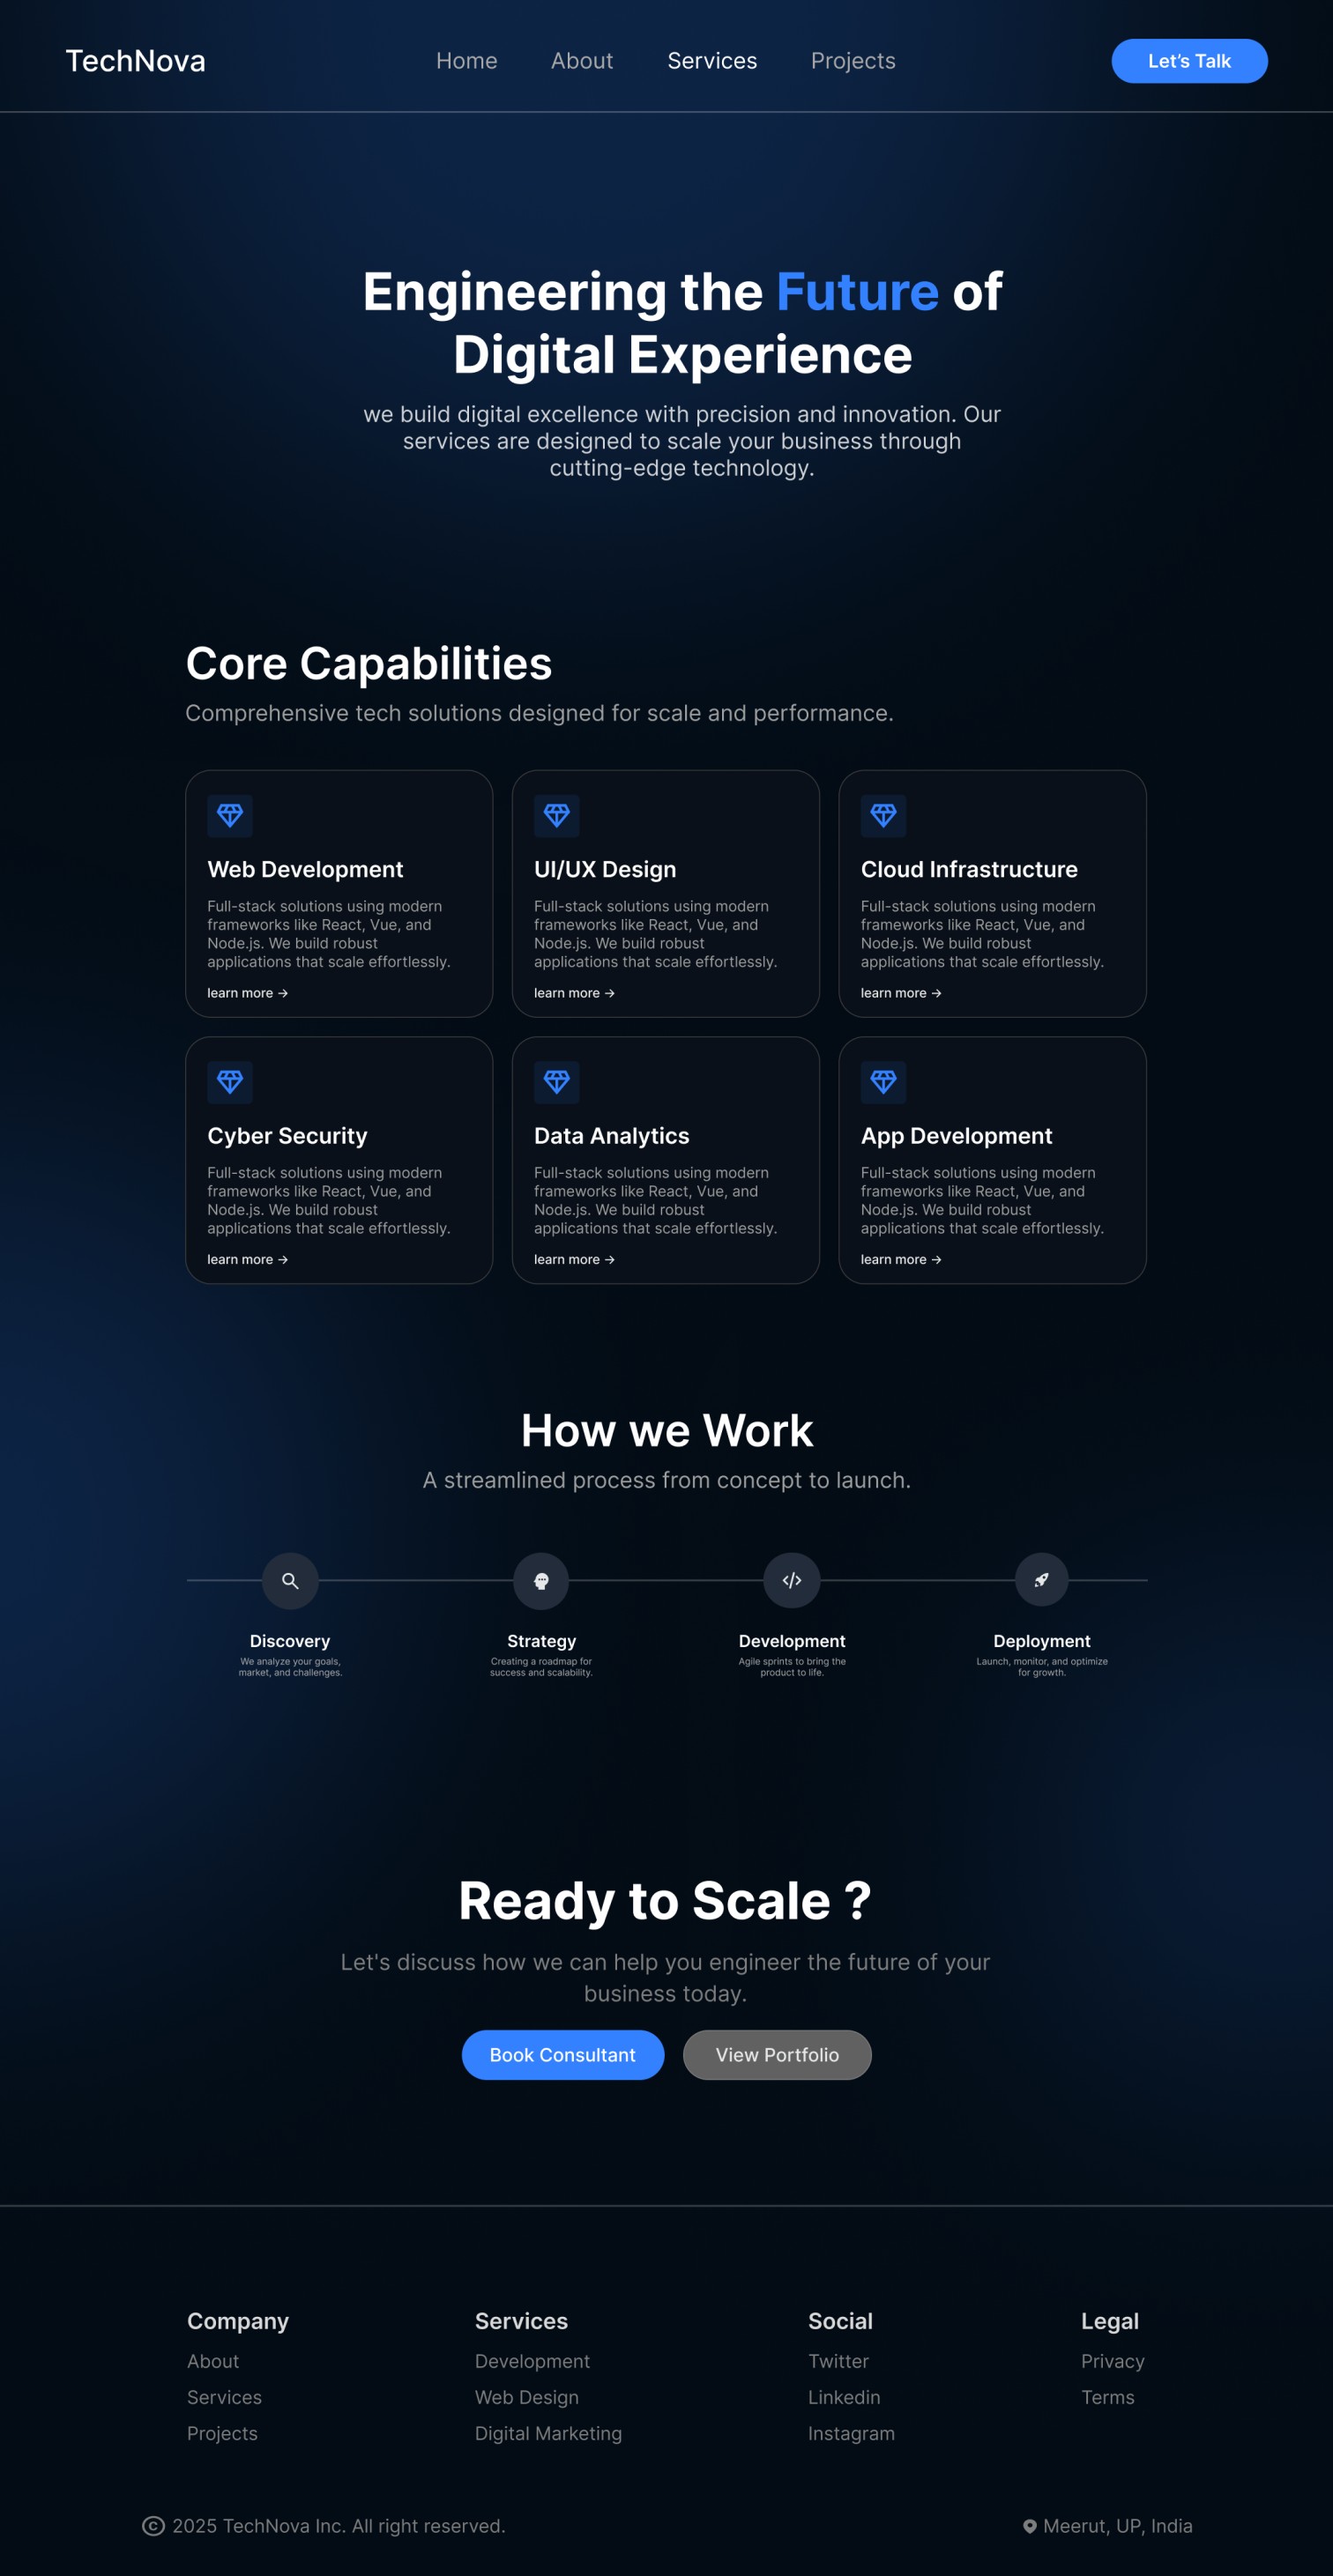 TechNova
Home About Services Projects
Let's Talk
Engineering the Future of
Digital Experience
we build digital excellence with precision and innovation. Our
services are designed to scale your business through
cutting-edge technology.
Core Capabilities
Comprehensive tech solutions designed for scale and performance.
Web Development
Full-stack solutions using modern
frameworks like React, Vue, and
Node.js. We build robust
applications that scale effortlessly.
learn more →
UI/UX Design
Full-stack solutions using modern
frameworks like React, Vue, and
Node.js. We build robust
applications that scale effortlessly.
learn more →
Cloud Infrastructure
Full-stack solutions using modern
frameworks like React, Vue, and
Node.js. We build robust
applications that scale effortlessly.
learn more →
Cyber Security
Full-stack solutions using modern
frameworks like React, Vue, and
Node.js. We build robust
applications that scale effortlessly.
learn more →
Data Analytics
Full-stack solutions using modern
frameworks like React, Vue, and
Node.js. We build robust
applications that scale effortlessly.
learn more →
App Development
Full-stack solutions using modern
frameworks like React, Vue, and
Node.js. We build robust
applications that scale effortlessly.
learn more →
How we Work
A streamlined process from concept to launch.
Discovery
We analyze your goals,
market, and challenges.
Strategy
Creating a roadmap for
success and scalability.
Development
Agile sprints to bring the
product to life.
Deployment
Launch, monitor, and optimize
for growth.
Ready to Scale ?
Let's discuss how we can help you engineer the future of your
business today.
Book Consultant
View Portfolio
Company
About
Services
Projects
Services
Development
Web Design
Digital Marketing
Social
Twitter
Linkedin
Instagram
Legal
Privacy
Terms
© 2025 TechNova Inc. All right reserved.
Meerut, UP, India